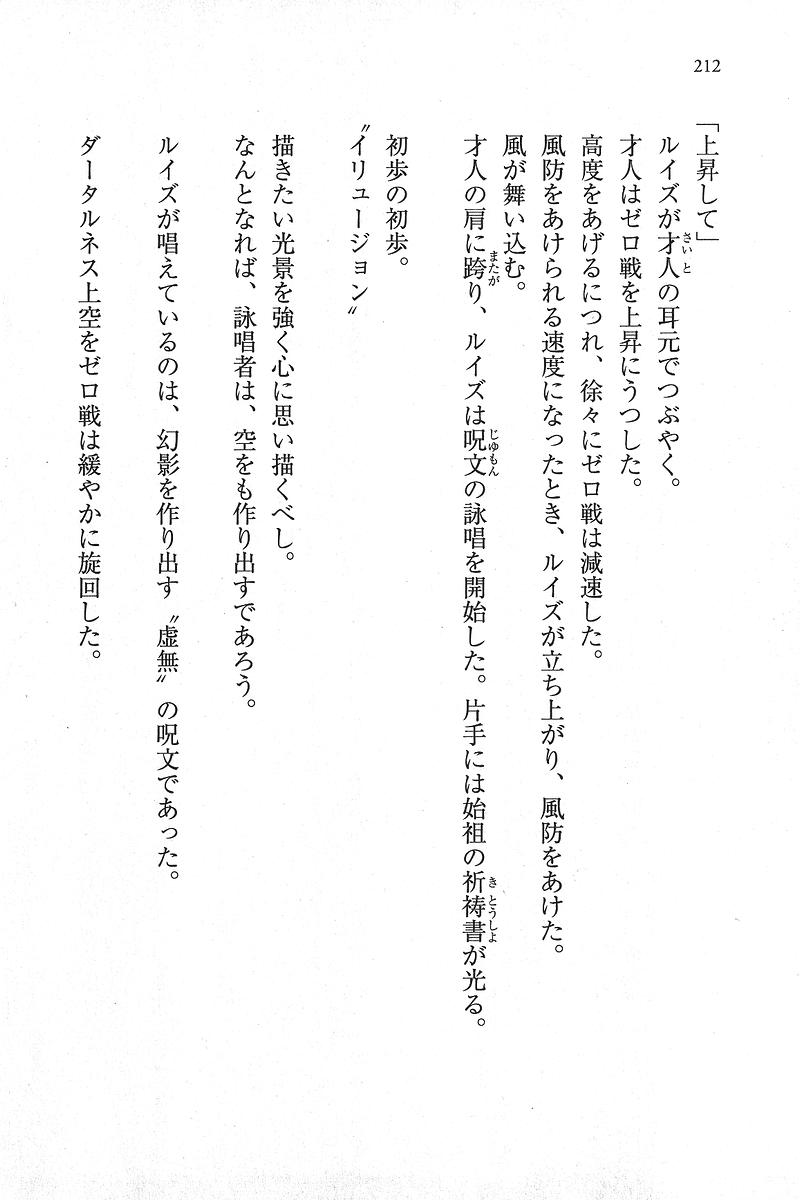 212
「上昇して」
ルイズが才人の耳元でつぶやく。
才人はゼロ戦を上昇にうつした。
高度をあげるにつれ、徐々にゼロ戦は減速した。
風防をあけられる速度になったとき、ルイズが立ち上がり、風防をあけた。
風が舞い込む。
才人の肩に跨り、ルイズは呪文の詠唱を開始した。片手には始祖の祈祷書が光る。
初歩の初歩。
〝イリュージョン〟
描きたい光景を強く心に思い描くべし。
なんとなれば、詠唱者は、空をも作り出すであろう。
ルイズが唱えているのは、幻影を作り出す〝虚無〟の呪文であった。
ダータルネス上空をゼロ戦は緩やかに旋回した。